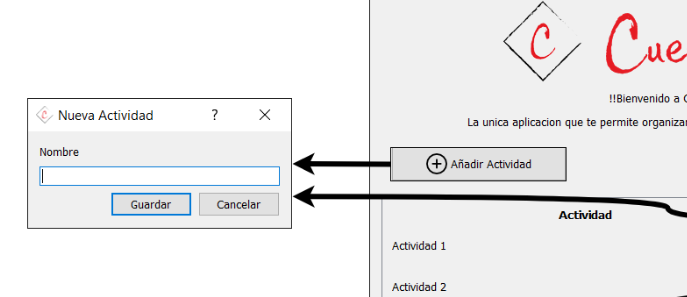 C
Cue
Nueva Actividad ?
Nombre
Guardar Cancelar
!!Bienvenido a
La unica aplicacion que te permite organizar
Añadir Actividad
Actividad
Actividad 1
Actividad 2